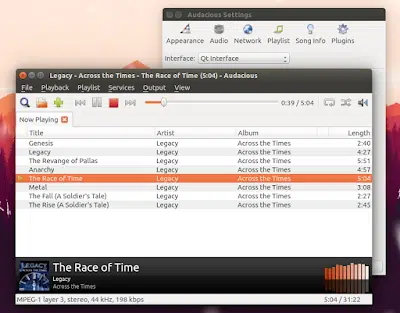 Audacious Settings
Appearance Audio Network Playlist Song Info Plugins
Interface: Qt Interface
Legacy - Across the Times - The Race of Time (5:04) - Audacious
File Playback Playlist Services Output View
0:39 / 5:04
Now Playing
Title Artist Album Length
Genesis Legacy Across the Times 2:40
Legacy Legacy Across the Times 4:27
The Revange of Pallas Legacy Across the Times 5:51
Anarchy Legacy Across the Times 4:57
The Race of Time Legacy Across the Times 5:04
Metal Legacy Across the Times 3:08
The Fall (A Soldier's Tale) Legacy Across the Times 2:27
The Rise (A Soldier's Tale) Legacy Across the Times 2:45
LEGACY
The Race of Time
Legacy
Across the Times
MPEG-1 layer 3, stereo, 44 kHz, 198 kbps 5:04 / 31:22